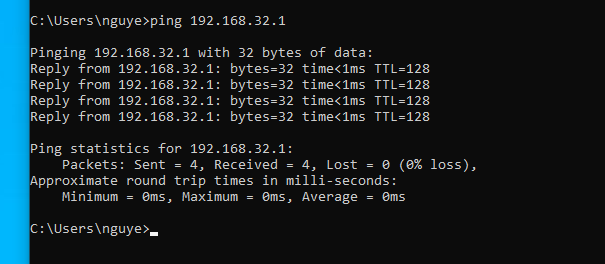 C:\Users\nguye>ping 192.168.32.1
Pinging 192.168.32.1 with 32 bytes of data:
Reply from 192.168.32.1: bytes=32 time<1ms TTL=128
Reply from 192.168.32.1: bytes=32 time<1ms TTL=128
Reply from 192.168.32.1: bytes=32 time<1ms TTL=128
Reply from 192.168.32.1: bytes=32 time<1ms TTL=128
Ping statistics for 192.168.32.1:
    Packets: Sent = 4, Received = 4, Lost = 0 (0% loss),
Approximate round trip times in milli-seconds:
    Minimum = 0ms, Maximum = 0ms, Average = 0ms
C:\Users\nguye>